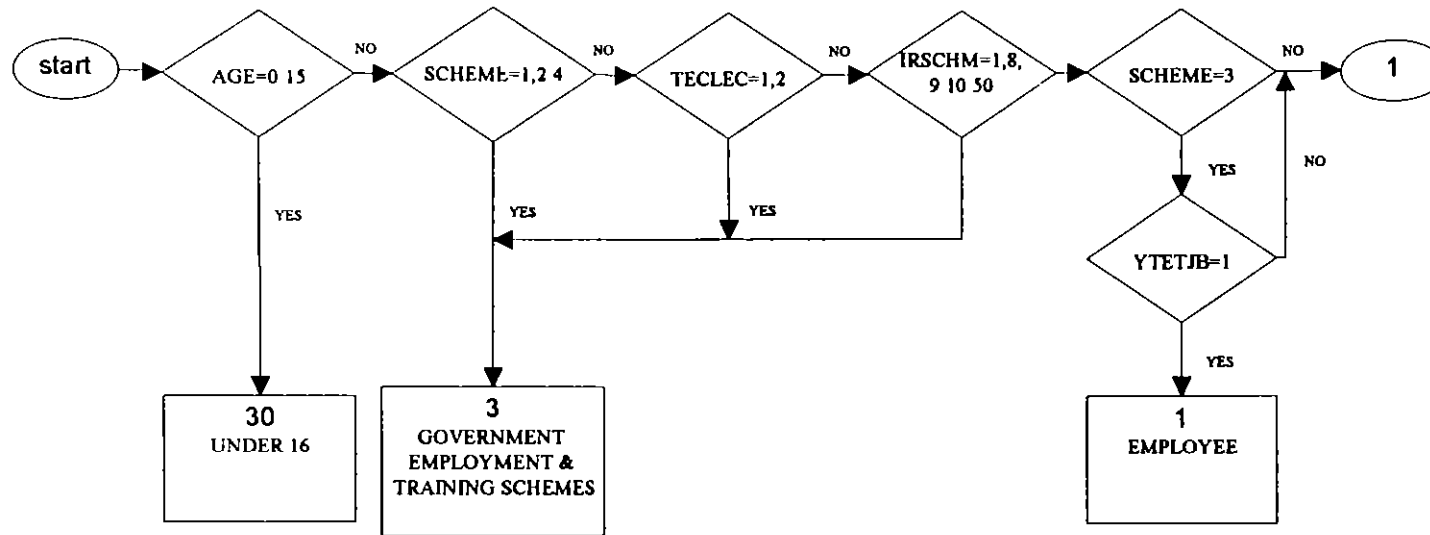 start
AGE=0 15
NO
SCHEME=1,2 4
NO
TECLEC=1,2
NO
IRSCHM=1,8,
9 10 50
SCHEME=3
NO
1
YES
YES
YES
YES
NO
YTETJB=1
YES
30
UNDER 16
3
GOVERNMENT
EMPLOYMENT &
TRAINING SCHEMES
1
EMPLOYEE